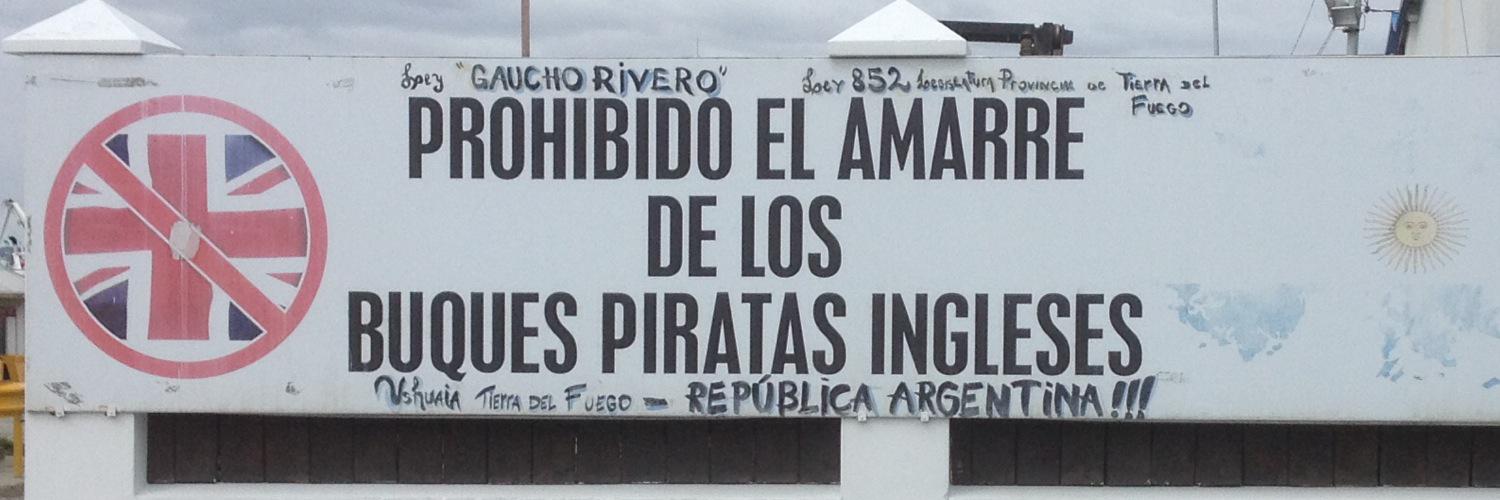 Ley "GAUCHO RIVERO" Ley 852 Legislatura Provincial de Tierra del Fuego
PROHIBIDO EL AMARRE
DE LOS
BUQUES PIRATAS INGLESES
Ushuaia Tierra del Fuego - REPÚBLICA ARGENTINA!!!